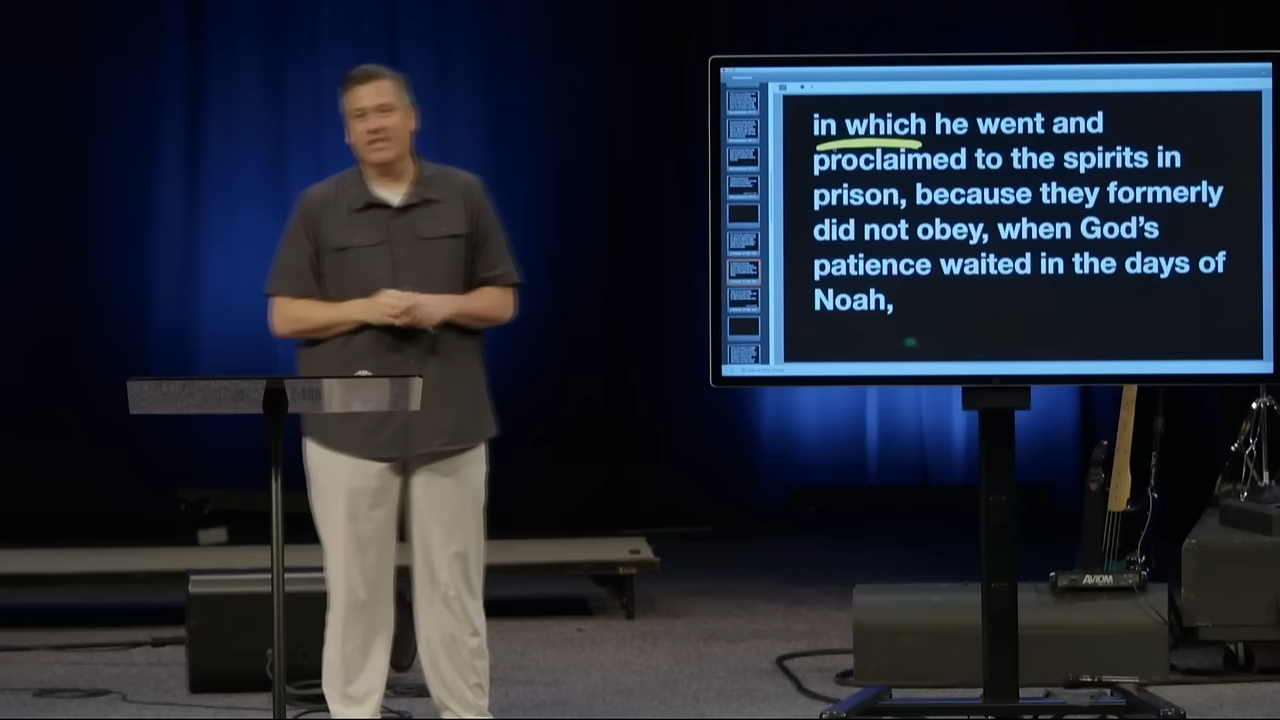 in which he went and
proclaimed to the spirits in
prison, because they formerly
did not obey, when God's
patience waited in the days of
Noah,
AVIOM